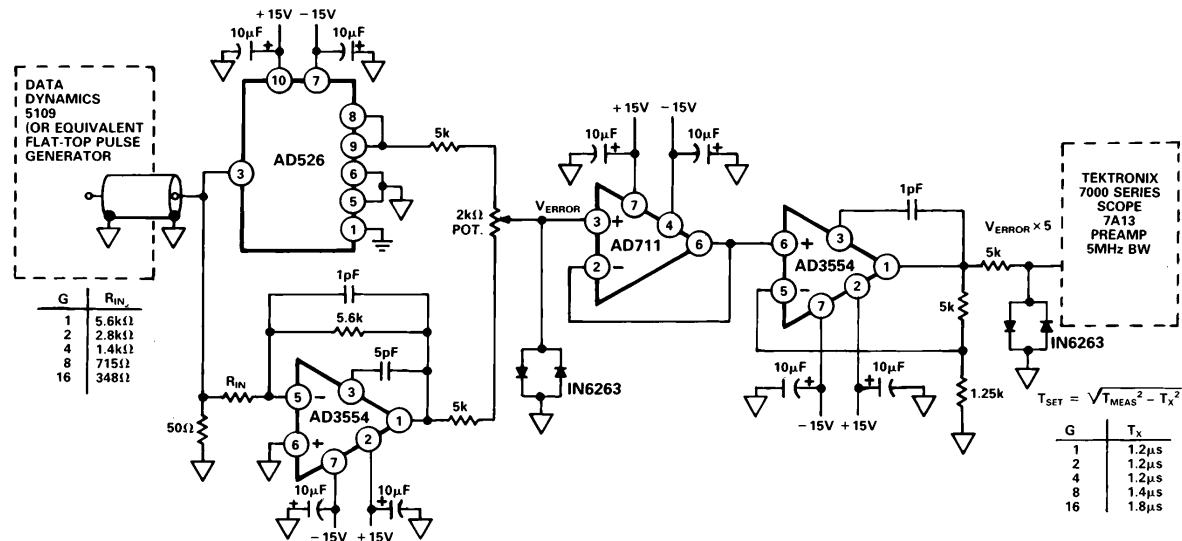 +15V -15V
10µF + + 10µF
DATA
DYNAMICS
5109
(OR EQUIVALENT
FLAT-TOP PULSE
GENERATOR
10 7
8
9
6
5
1
3
AD526
5k
2kΩ
POT.
G R_IN
1 5.6kΩ
2 2.8kΩ
4 1.4kΩ
8 715Ω
16 348Ω
1pF
5.6k
5pF
R_IN
50Ω
5 −
6 +
3
1
2
7
AD3554
5k
10µF + + 10µF
-15V +15V
V_ERROR
IN6263
+15V -15V
10µF + + 10µF
3 +
2 −
7
4
6
AD711
1pF
6 +
5 −
3
1
2
7
AD3554
10µF + + 10µF
-15V +15V
V_ERROR × 5
5k
5k
1.25k
IN6263
TEKTRONIX
7000 SERIES
SCOPE
7A13
PREAMP
5MHz BW
T_SET = √T_MEAS² − T_X²
G T_X
1 1.2µs
2 1.2µs
4 1.2µs
8 1.4µs
16 1.8µs